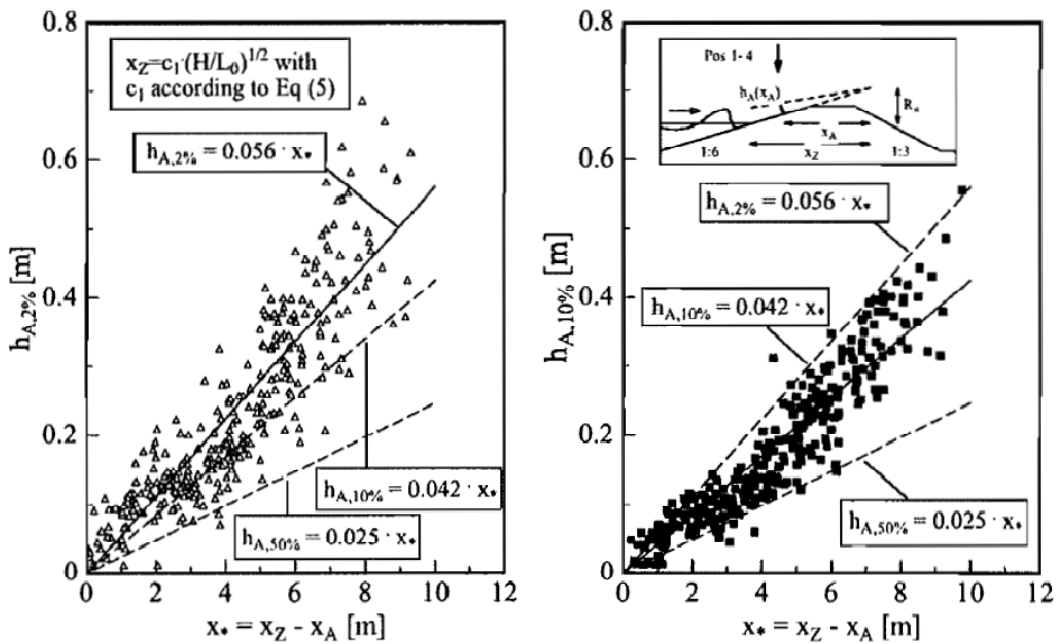 0.8
0.6
0.4
0.2
0
h_A,2% [m]
x_Z=c_1·(H/L_0)^1/2 with
c_1 according to Eq (5)
h_A,2% = 0.056 · x_*
h_A,10% = 0.042 · x_*
h_A,50% = 0.025 · x_*
0 2 4 6 8 10 12
x_* = x_Z - x_A [m]
0.8
0.6
0.4
0.2
0
h_A,10% [m]
Pos 1-4
h_A(x_A)
x_A
x_Z
1:6
1:3
h_A,2% = 0.056 · x_*
h_A,10% = 0.042 · x_*
h_A,50% = 0.025 · x_*
0 2 4 6 8 10 12
x_* = x_Z - x_A [m]